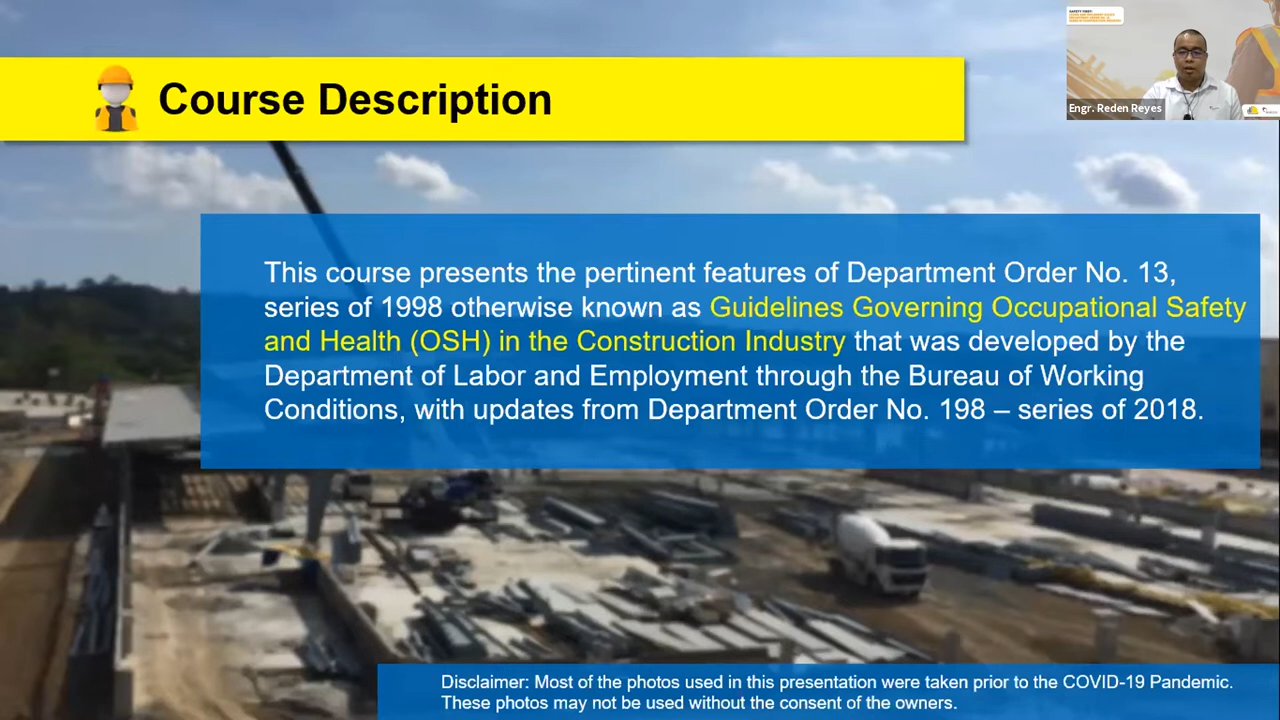 Course Description
Engr. Reden Reyes
This course presents the pertinent features of Department Order No. 13,
series of 1998 otherwise known as Guidelines Governing Occupational Safety
and Health (OSH) in the Construction Industry that was developed by the
Department of Labor and Employment through the Bureau of Working
Conditions, with updates from Department Order No. 198 – series of 2018.
Disclaimer: Most of the photos used in this presentation were taken prior to the COVID-19 Pandemic.
These photos may not be used without the consent of the owners.